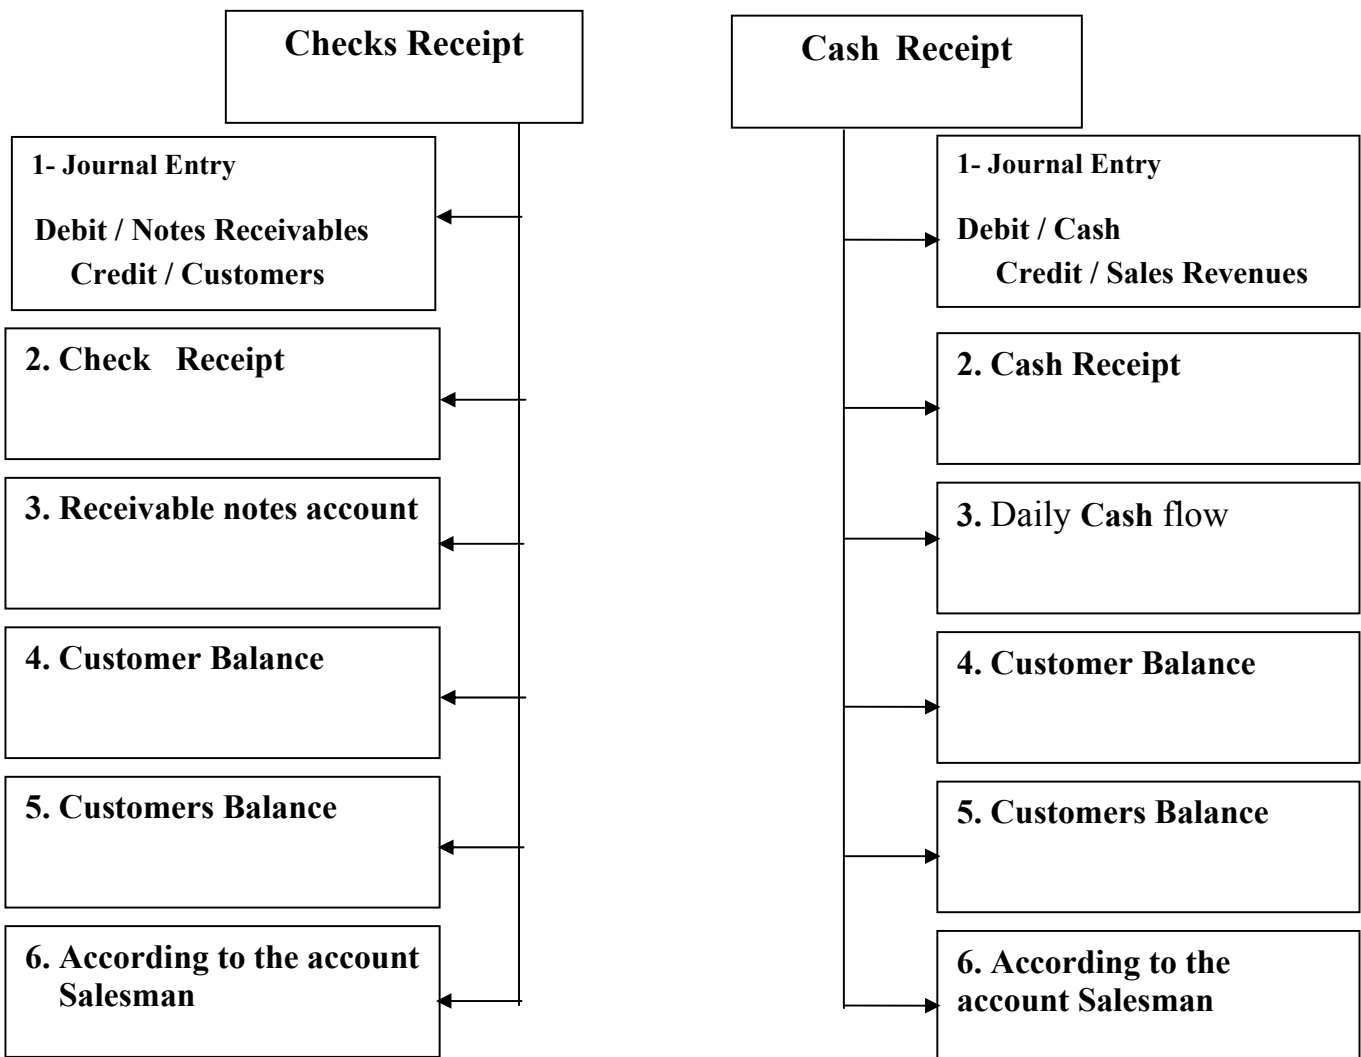 Checks Receipt
1- Journal Entry
Debit / Notes Receivables
Credit / Customers
2. Check Receipt
3. Receivable notes account
4. Customer Balance
5. Customers Balance
6. According to the account
Salesman
Cash Receipt
1- Journal Entry
Debit / Cash
Credit / Sales Revenues
2. Cash Receipt
3. Daily Cash flow
4. Customer Balance
5. Customers Balance
6. According to the
account Salesman